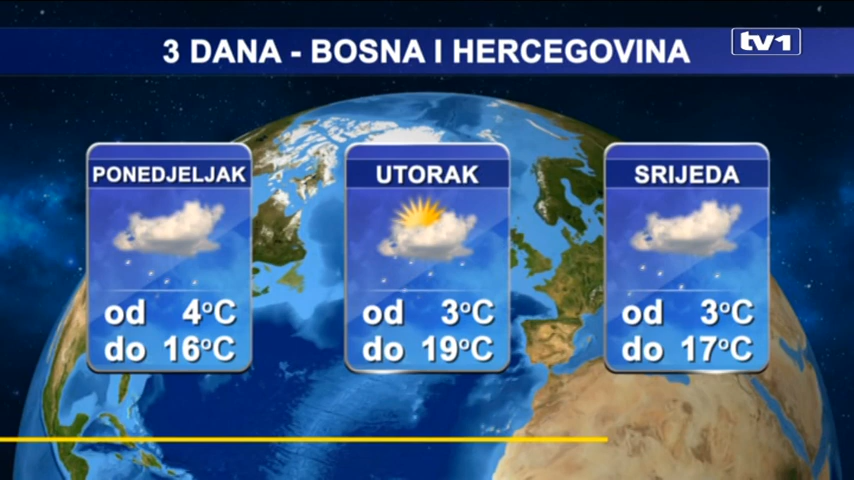 3 DANA - BOSNA I HERCEGOVINA
tv1
PONEDJELJAK
od 4°C
do 16°C
UTORAK
od 3°C
do 19°C
SRIJEDA
od 3°C
do 17°C